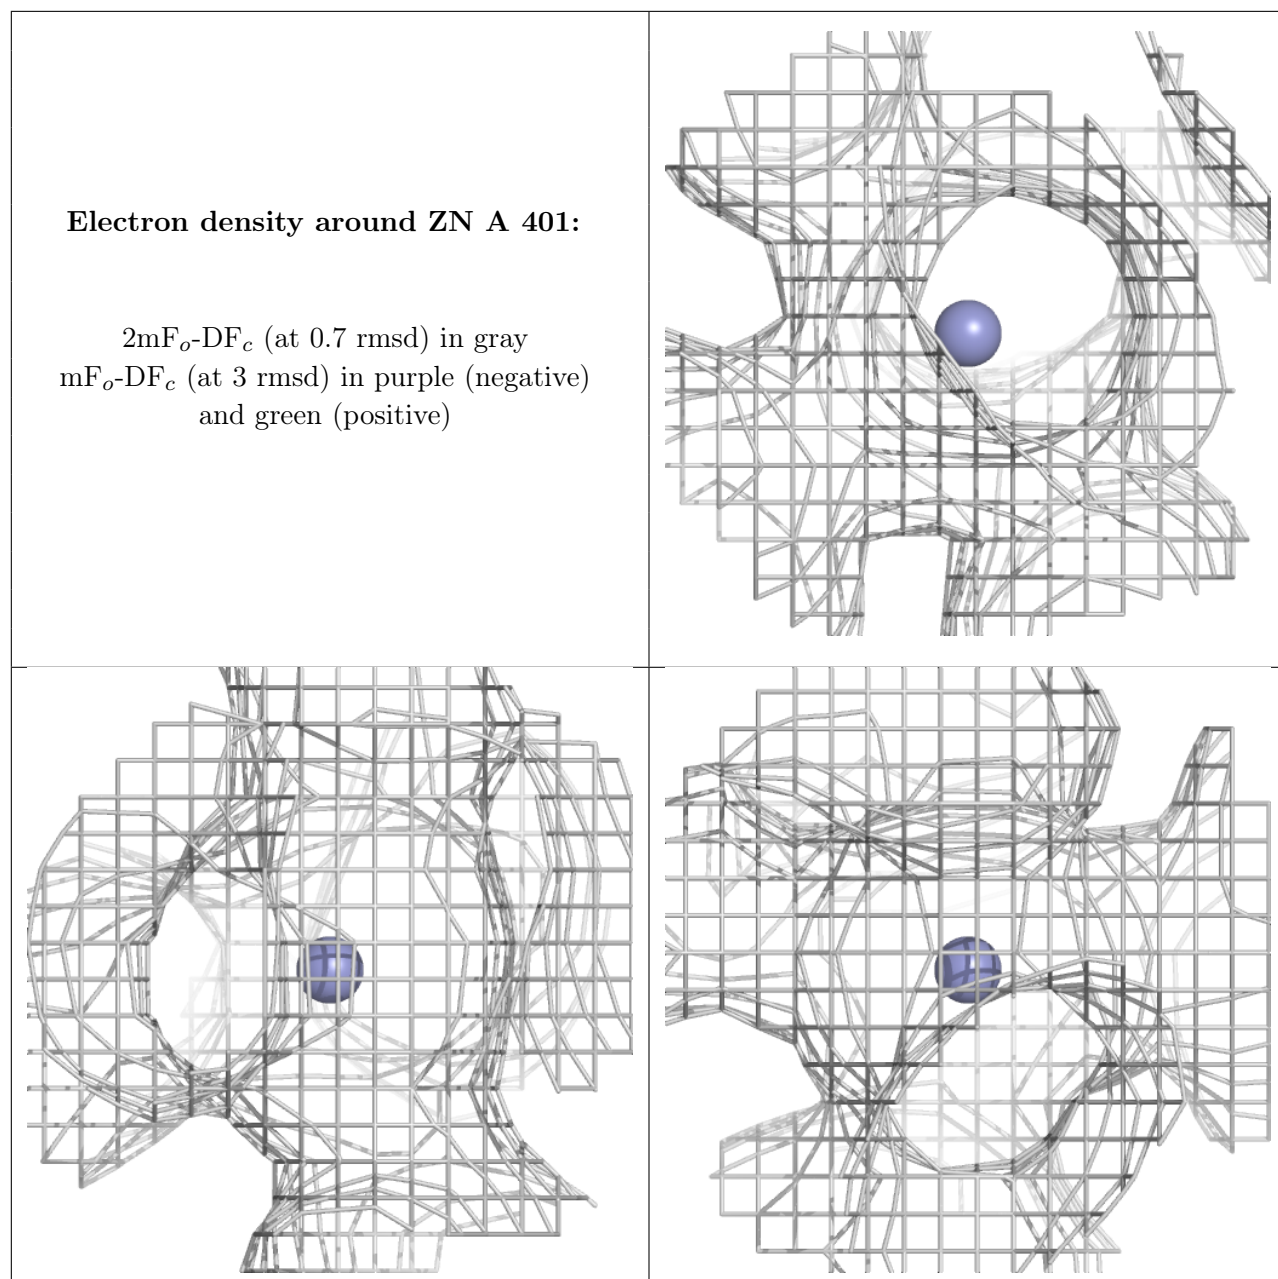 Electron density around ZN A 401:
2mFo-DFc (at 0.7 rmsd) in gray
mFo-DFc (at 3 rmsd) in purple (negative)
and green (positive)